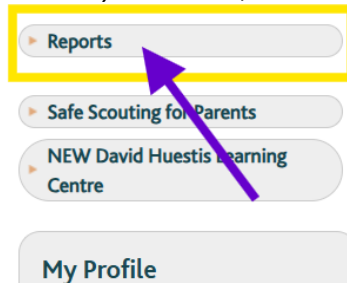 Reports
Safe Scouting for Parents
NEW David Huestis Learning
Centre
My Profile